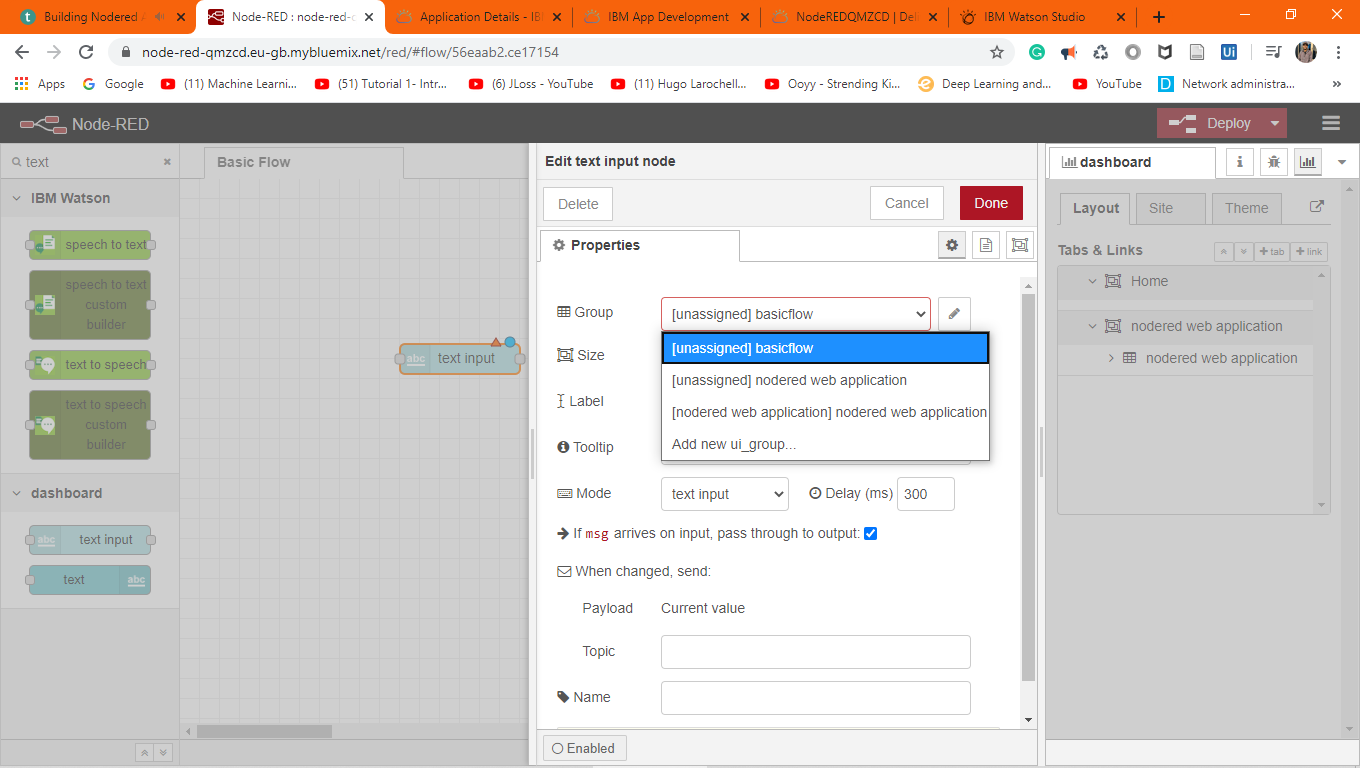 Building Nodered A
Node-RED : node-red-q
Application Details - IB
IBM App Development
NodeREDQMZCD | Del
IBM Watson Studio
node-red-qmzcd.eu-gb.mybluemix.net/red/#flow/56eaab2.ce17154
Apps
Google
(11) Machine Learni...
(51) Tutorial 1- Intr...
(6) JLoss - YouTube
(11) Hugo Larochell...
Ooyy - Strending Ki...
Deep Learning and...
YouTube
Network administra...
Node-RED
Deploy
text
IBM Watson
speech to text
speech to text
custom
builder
text to speech
text to speech
custom
builder
dashboard
abc text input
text abc
Basic Flow
abc text input
Edit text input node
Delete
Cancel
Done
Properties
Group
[unassigned] basicflow
[unassigned] basicflow
[unassigned] nodered web application
[nodered web application] nodered web application
Add new ui_group...
Size
Label
Tooltip
Mode
text input
Delay (ms)
300
If msg arrives on input, pass through to output:
When changed, send:
Payload
Current value
Topic
Name
Enabled
dashboard
Layout
Site
Theme
Tabs & Links
tab
link
Home
nodered web application
nodered web application